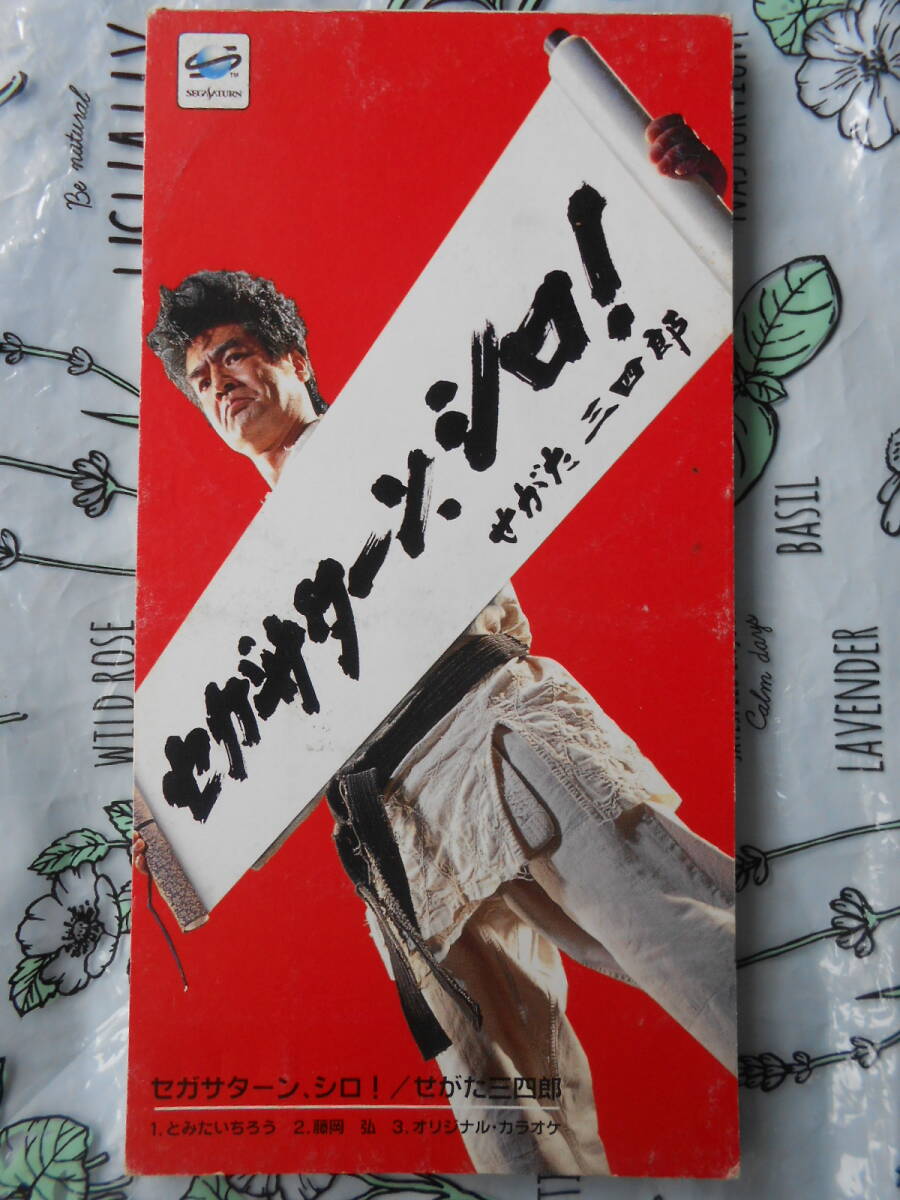 SEGA SATURN
TM
セガサターン、シロ!
せがた三四郎
セガサターン、シロ!/せがた三四郎
1.とみたいちろう 2.藤岡 弘 3.オリジナル・カラオケ
Be natural
WILD ROSE
NASTURTIUM
BASIL
Calm days
LAVENDER